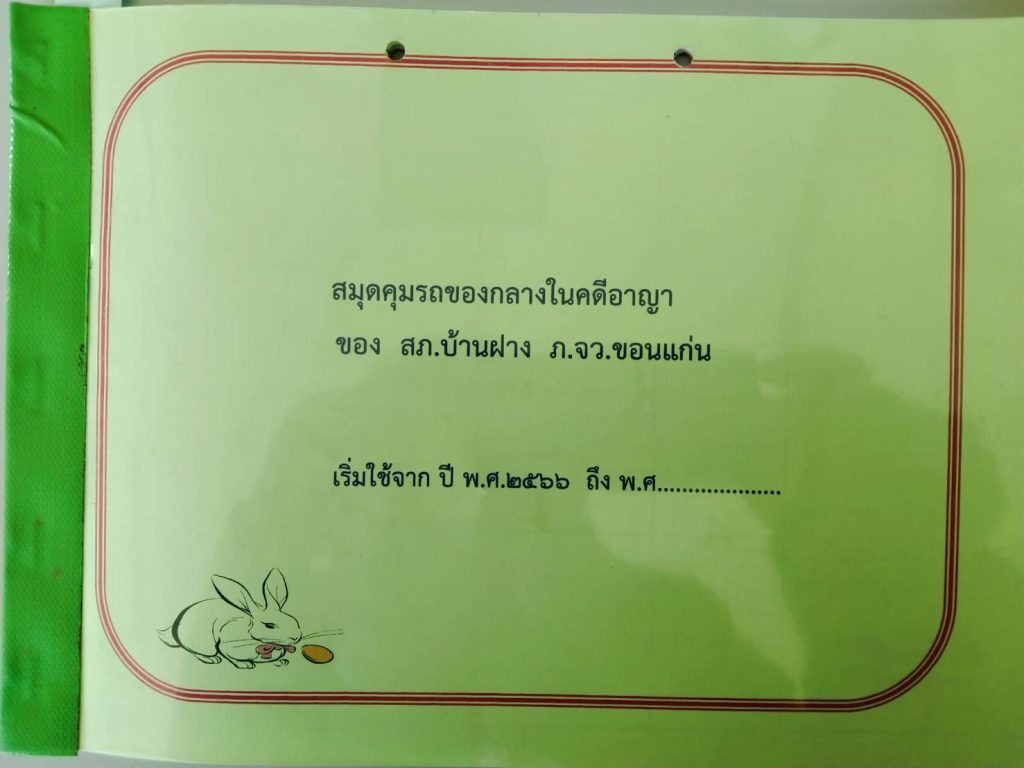 สมุดคุมรถของกลางในคดีอาญา
ของ สภ.บ้านฝาง ภ.จว.ขอนแก่น
เริ่มใช้จาก ปี พ.ศ.๒๕๖๖ ถึง พ.ศ.....................